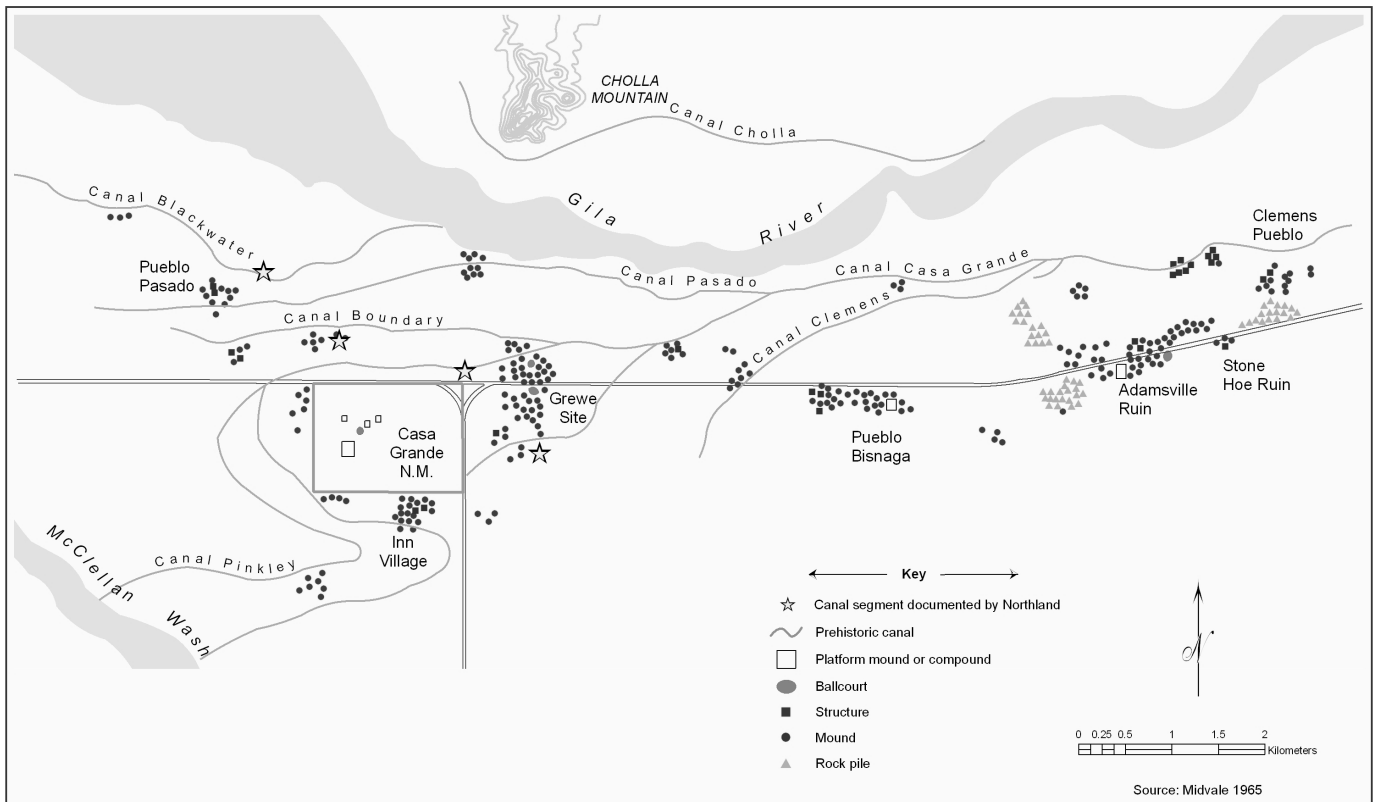 CHOLLA
MOUNTAIN
Canal Cholla
Canal Blackwater
Gila
River
Clemens
Pueblo
Pueblo
Pasado
Canal Pasado
Canal Casa Grande
Canal Boundary
Canal Clemens
Stone
Hoe Ruin
Adamsville
Ruin
Grewe
Site
Casa
Grande
N.M.
Pueblo
Bisnaga
Inn
Village
McClellan
Wash
Canal Pinkley
Key
Canal segment documented by Northland
Prehistoric canal
Platform mound or compound
Ballcourt
Structure
Mound
Rock pile
N
0 0.25 0.5 1 1.5 2
Kilometers
Source: Midvale 1965